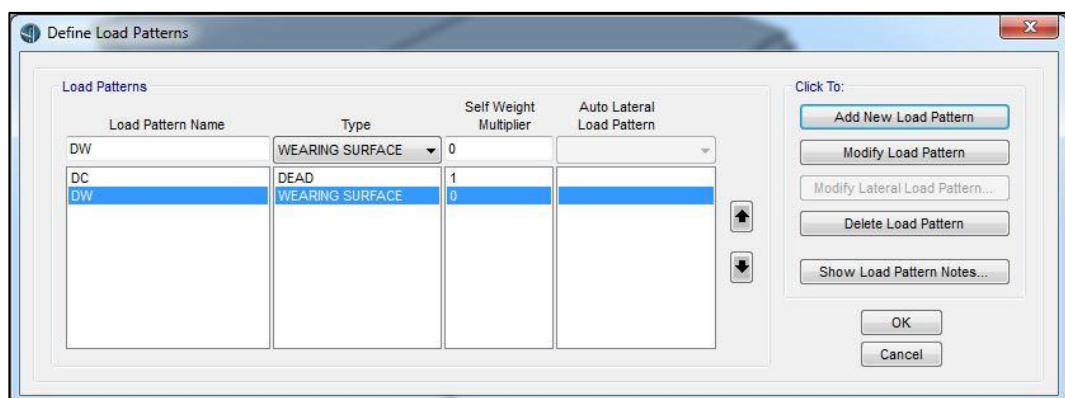 Define Load Patterns
X
Load Patterns
Click To:
Load Pattern Name Type Self Weight Multiplier Auto Lateral Load Pattern
DW WEARING SURFACE 0
DC DEAD 1
DW WEARING SURFACE 0
Add New Load Pattern
Modify Load Pattern
Modify Lateral Load Pattern...
Delete Load Pattern
Show Load Pattern Notes...
OK
Cancel